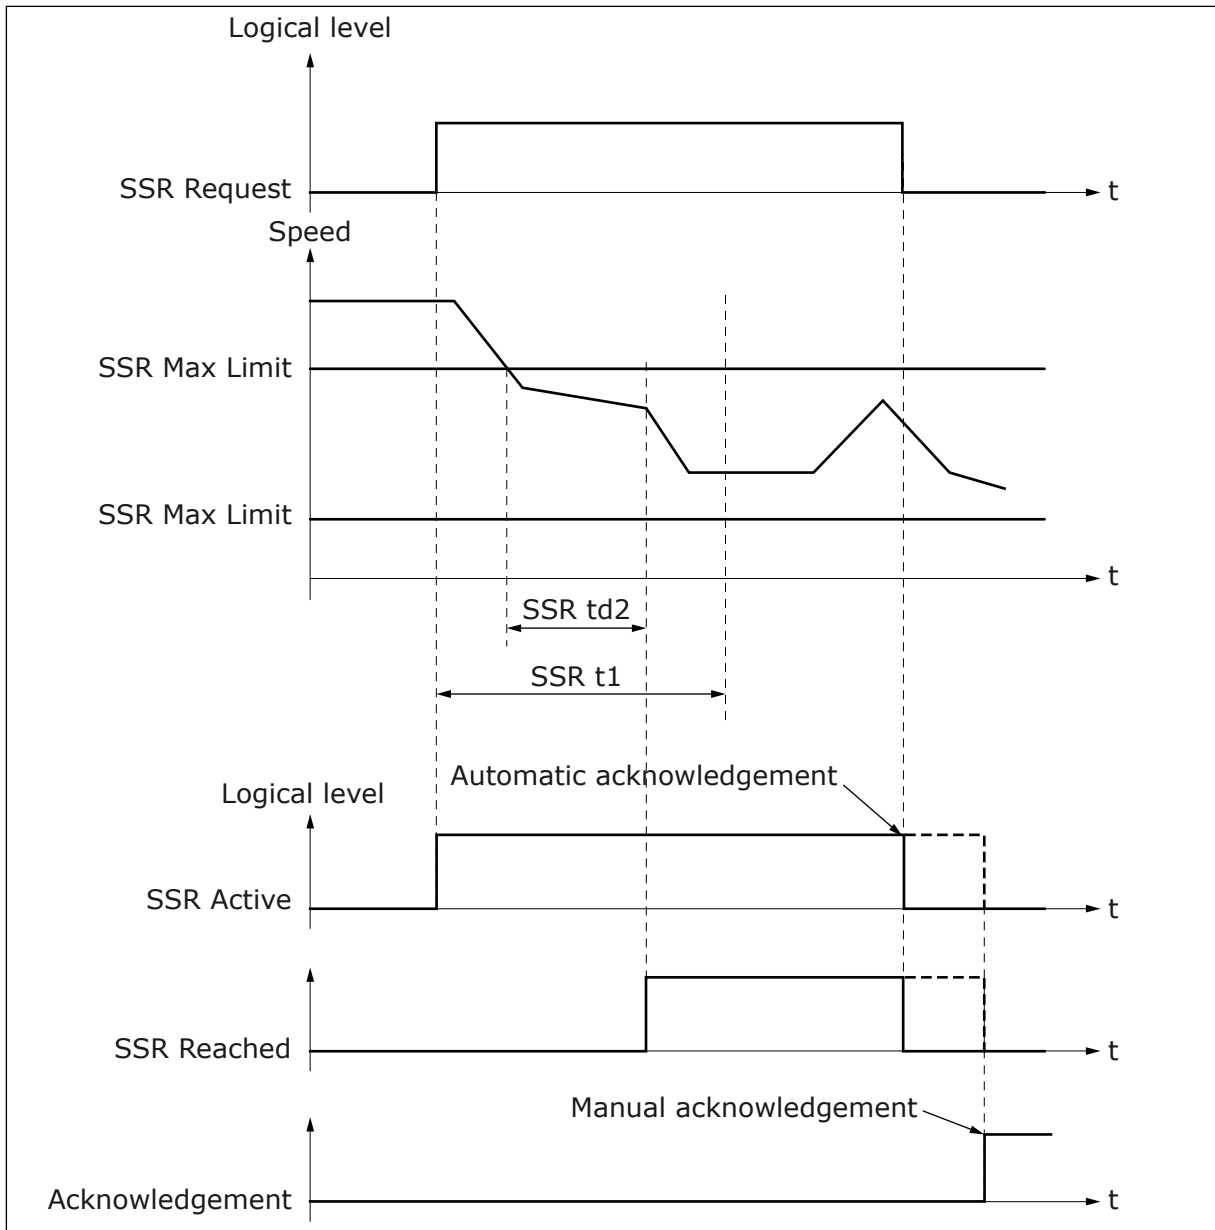 Logical level
SSR Request
t
Speed
SSR Max Limit
SSR Max Limit
t
SSR td2
SSR t1
Automatic acknowledgement
Logical level
SSR Active
t
SSR Reached
t
Manual acknowledgement
Acknowledgement
t